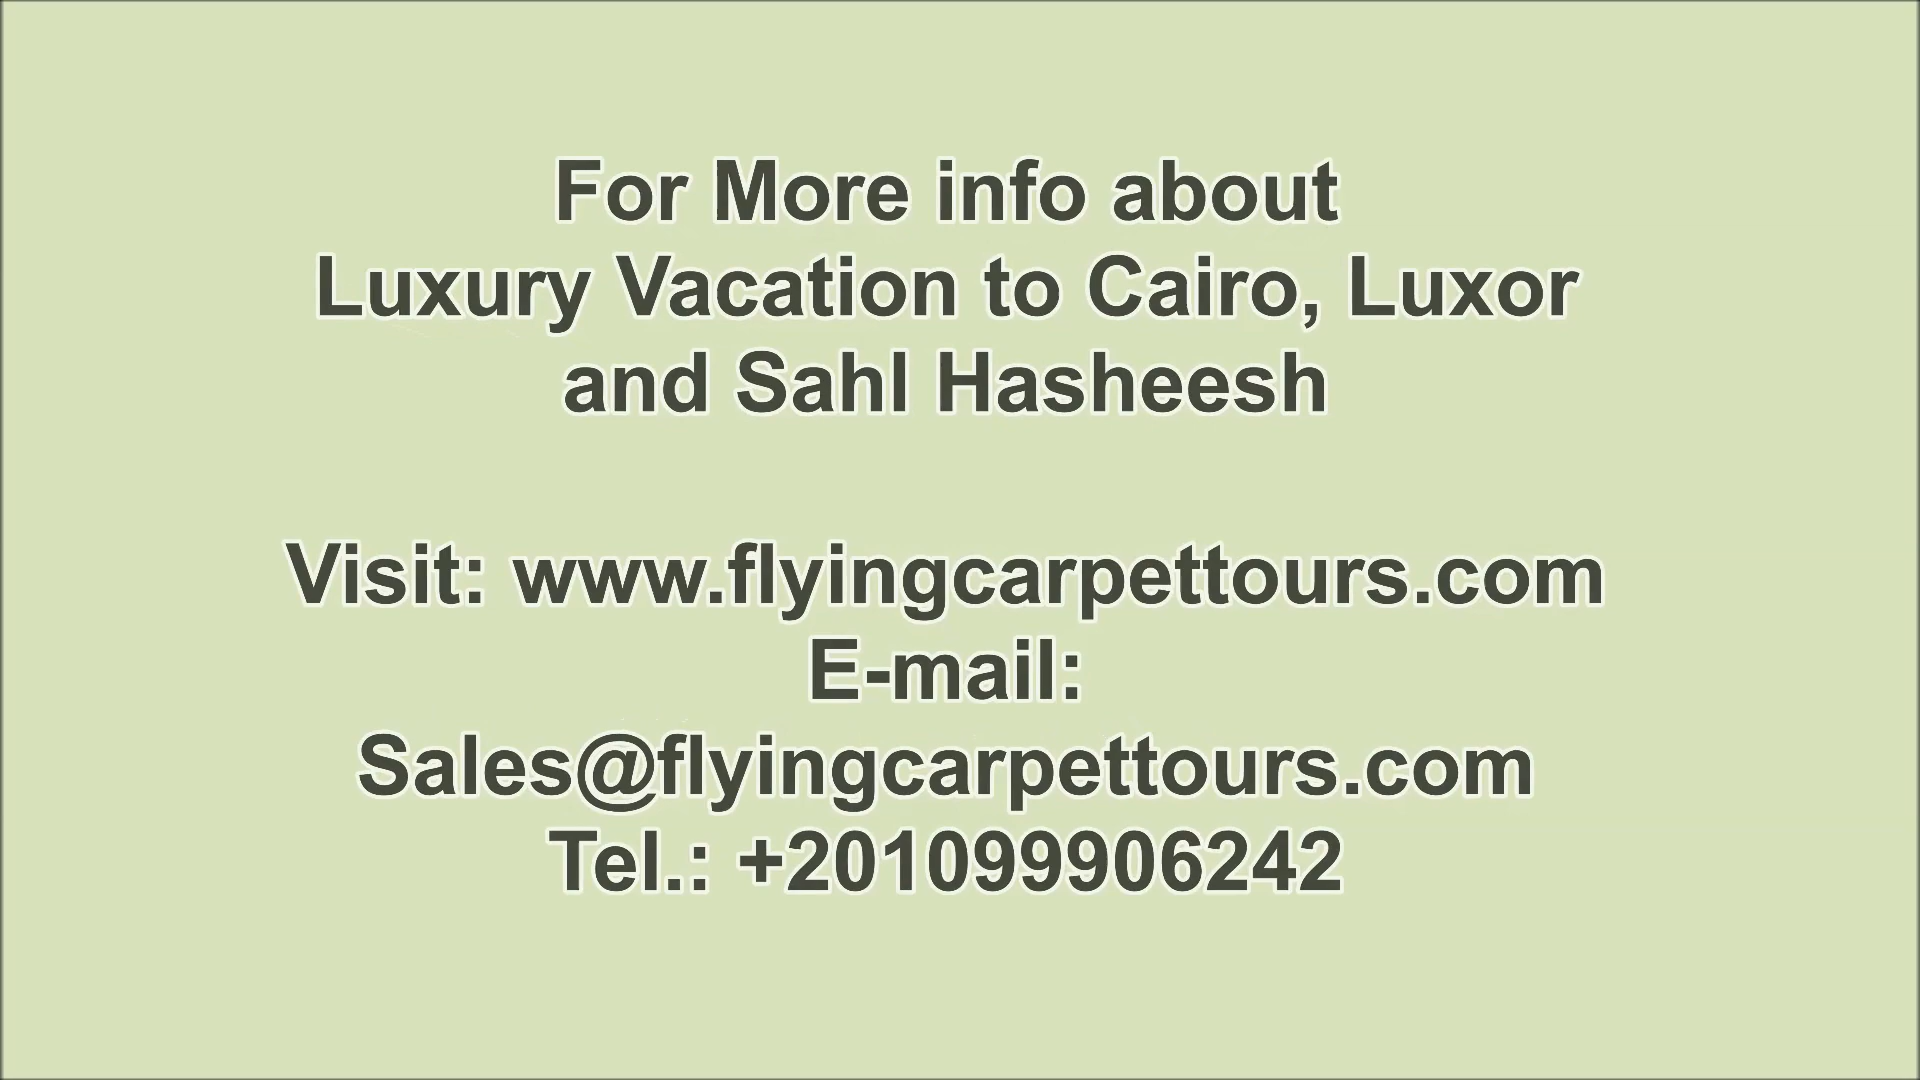 For More info about
Luxury Vacation to Cairo, Luxor
and Sahl Hasheesh
Visit: www.flyingcarpettours.com
E-mail:
Sales@flyingcarpettours.com
Tel.: +201099906242